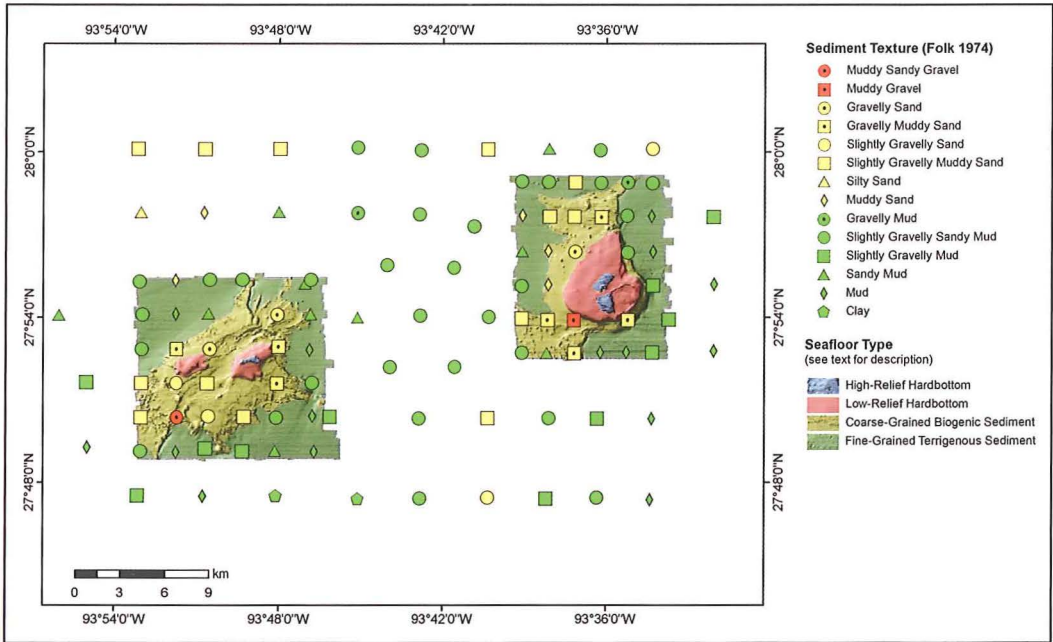 93°54'0"W
93°48'0"W
93°42'0"W
93°36'0"W
28°0'0"N
27°54'0"N
27°48'0"N
28°0'0"N
27°54'0"N
27°48'0"N
Sediment Texture (Folk 1974)
Muddy Sandy Gravel
Muddy Gravel
Gravelly Sand
Gravelly Muddy Sand
Slightly Gravelly Sand
Slightly Gravelly Muddy Sand
Silty Sand
Muddy Sand
Gravelly Mud
Slightly Gravelly Sandy Mud
Slightly Gravelly Mud
Sandy Mud
Mud
Clay
Seafloor Type
(see text for description)
High-Relief Hardbottom
Low-Relief Hardbottom
Coarse-Grained Biogenic Sediment
Fine-Grained Terrigenous Sediment
km
0 3 6 9
93°54'0"W
93°48'0"W
93°42'0"W
93°36'0"W